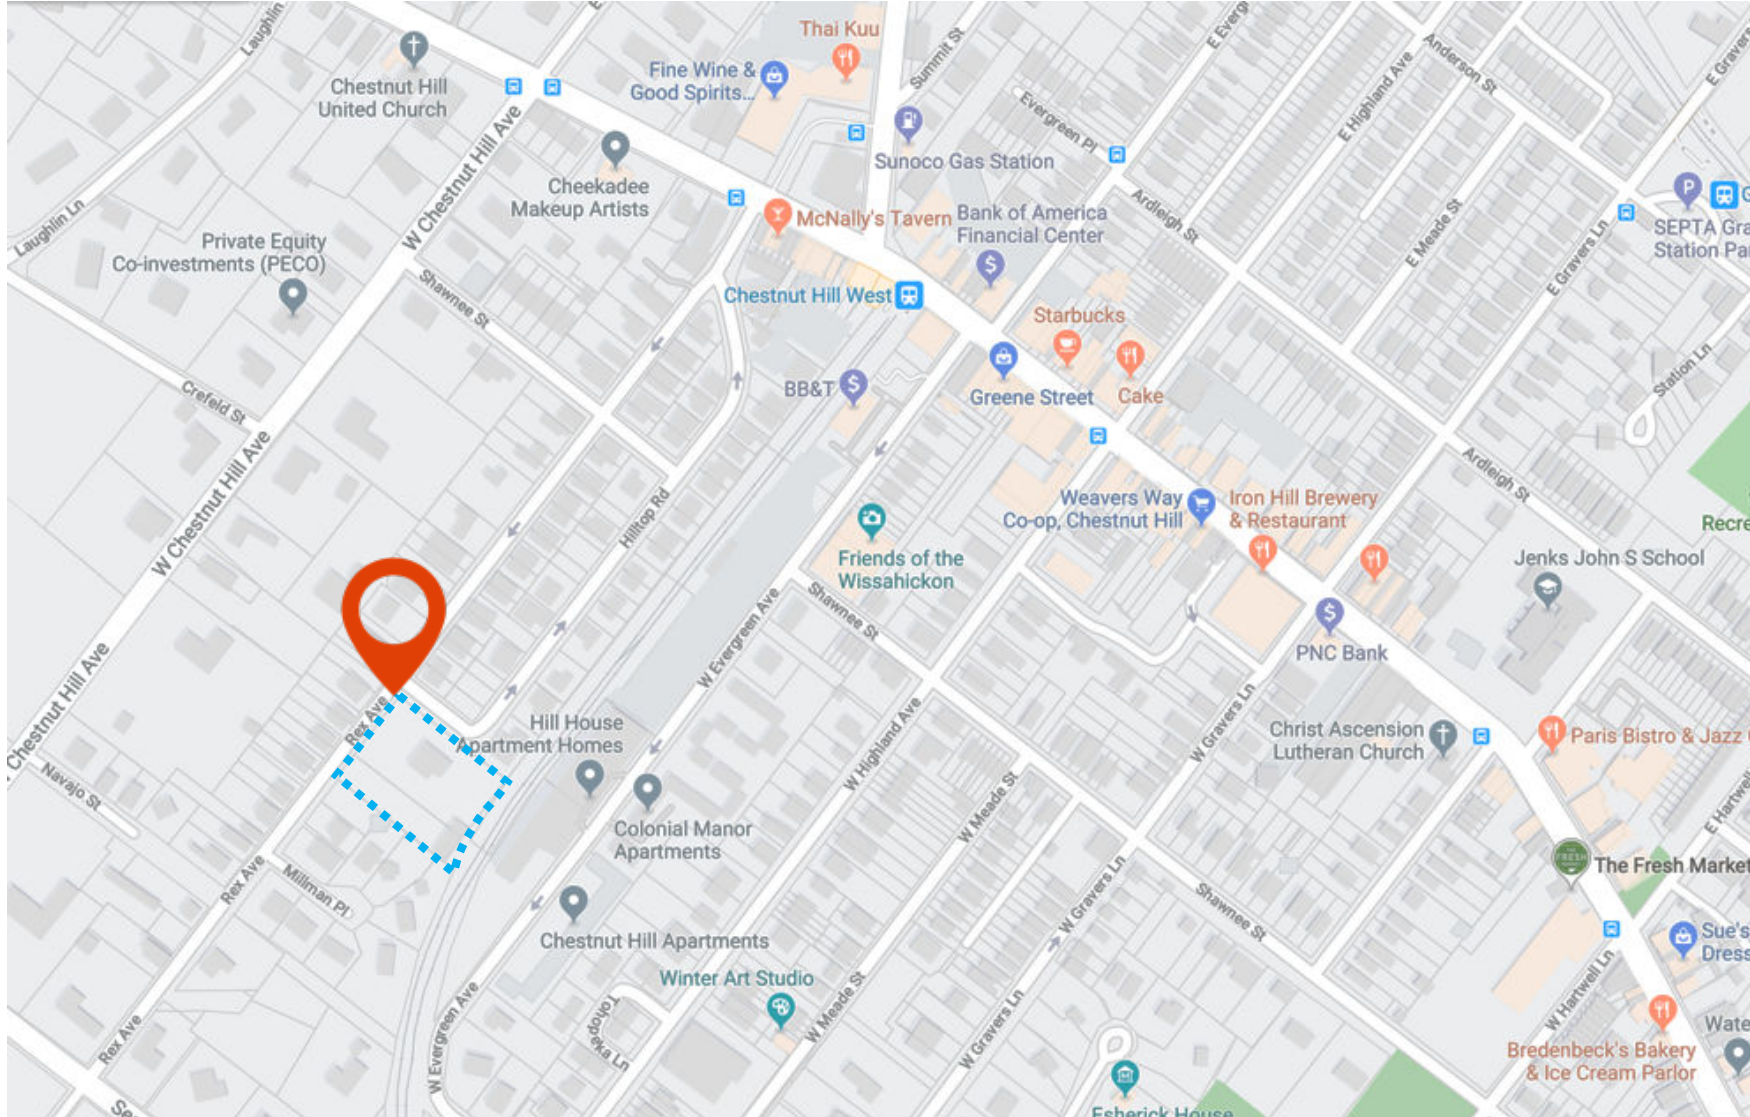 Laughlin
Thai Kuu
Summit St
E Everg
Anderson St
E Gravers
Chestnut Hill
United Church
Fine Wine &
Good Spirits...
E Highland Ave
Evergreen Pl
Sunoco Gas Station
W Chestnut Hill Ave
Cheekadee
Makeup Artists
McNally's Tavern
Bank of America
Financial Center
Ardleigh St
E Meade St
SEPTA Gra
Station Pa
Laughlin Ln
Private Equity
Co-investments (PECO)
E Gravers Ln
Shawnee St
Chestnut Hill West
Starbucks
Station Ln
Crefeld St
BB&T
Greene Street
Cake
W Chestnut Hill Ave
Hilltop Rd
Ardleigh St
Weavers Way
Co-op, Chestnut Hill
Iron Hill Brewery
& Restaurant
Recre
Friends of the
Wissahickon
Jenks John S School
Shawnee St
W Evergreen Ave
PNC Bank
Chestnut Hill Ave
Rex Ave
Hill House
Apartment Homes
W Highland Ave
W Gravers Ln
Christ Ascension
Lutheran Church
Paris Bistro & Jazz
Navajo St
W Meade St
E Hartwell
Colonial Manor
Apartments
The Fresh Market
Rex Ave
Millman Pl
W Gravers Ln
Shawnee St
Chestnut Hill Apartments
Sue's
Dress
Winter Art Studio
W Hartwell Ln
W Evergreen Ave
Tohopeka Ln
W Meade St
W Gravers Ln
Rex Ave
Wate
Bredenbeck's Bakery
& Ice Cream Parlor
Esherick House